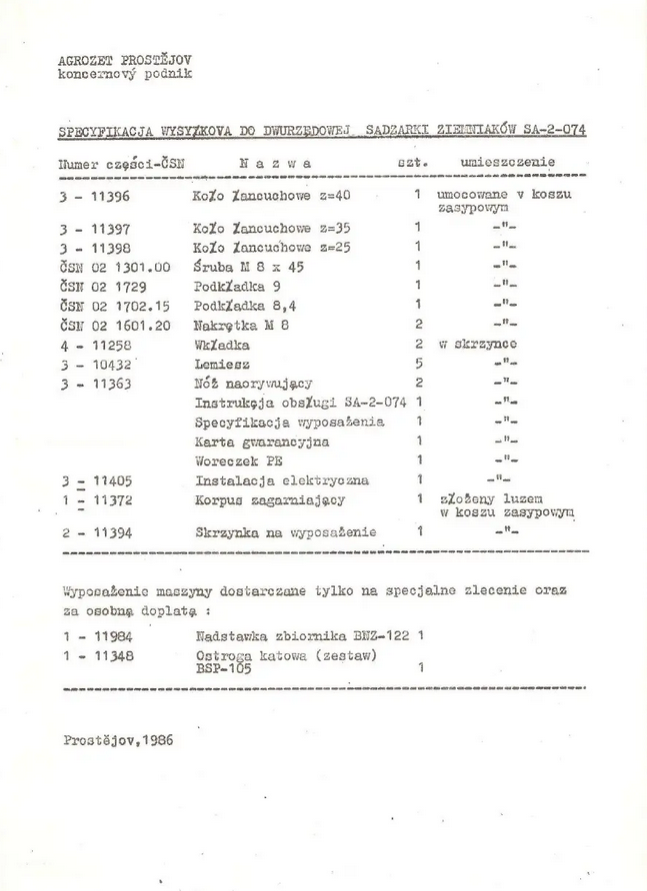 AGROZET PROSTĚJOV
koncernový podnik
SPECYFIKACJA WYSYŁKOVA DO DWURZĘDOWEJ SADZARKI ZIEMNIAKÓW SA-2-074
Numer części-ČSN N a z w a szt. umieszczenie
3 - 11396 Koło łancuchowe z=40 1 umocowane v koszu
zasypowym
3 - 11397 Koło łancuchowe z=35 1 -"-
3 - 11398 Koło łancuchowe z=25 1 -"-
ČSN 02 1301.00 Śruba M 8 x 45 1 -"-
ČSN 02 1729 Podkładka 9 1 -"-
ČSN 02 1702.15 Podkładka 8,4 1 -"-
ČSN 02 1601.20 Nakrętka M 8 2 -"-
4 - 11258 Wkładka 2 w skrzynce
3 - 10432 Lemiesz 5 -"-
3 - 11363 Nóż naorywujący 2 -"-
Instrukęja obsługi SA-2-074 1 -"-
Specyfikacja wyposażenia 1 -"-
Karta gwarancyjna 1 -"-
Woreczek PE 1 -"-
3 - 11405 Instalacja elektryczna 1 -"-
1 - 11372 Korpus zagarniający 1 złożeny luzem
w koszu zasypowym
2 - 11394 Skrzynka na wyposażenie 1 -"-
Wyposażenie maszyny dostarczane tylko na specjalne zlecenie oraz
za osobną doplatą :
1 - 11984 Nadstawka zbiornika BNZ-122 1
1 - 11348 Ostroga katowa (zestaw)
BSP-105 1
Prostějov,1986